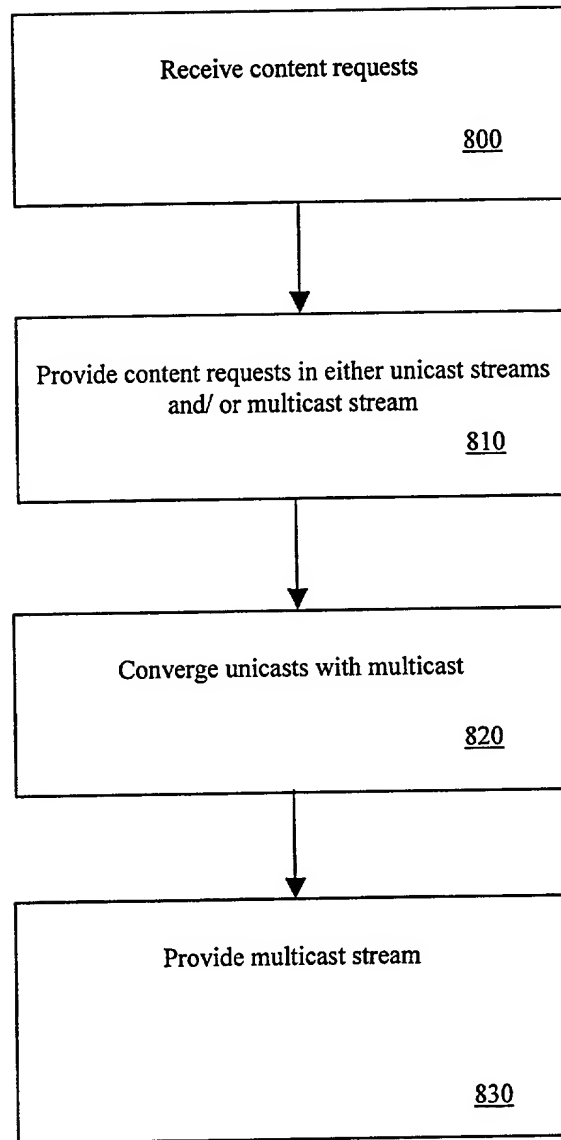 Receive content requests
800
Provide content requests in either unicast streams
and/ or multicast stream
810
Converge unicasts with multicast
820
Provide multicast stream
830